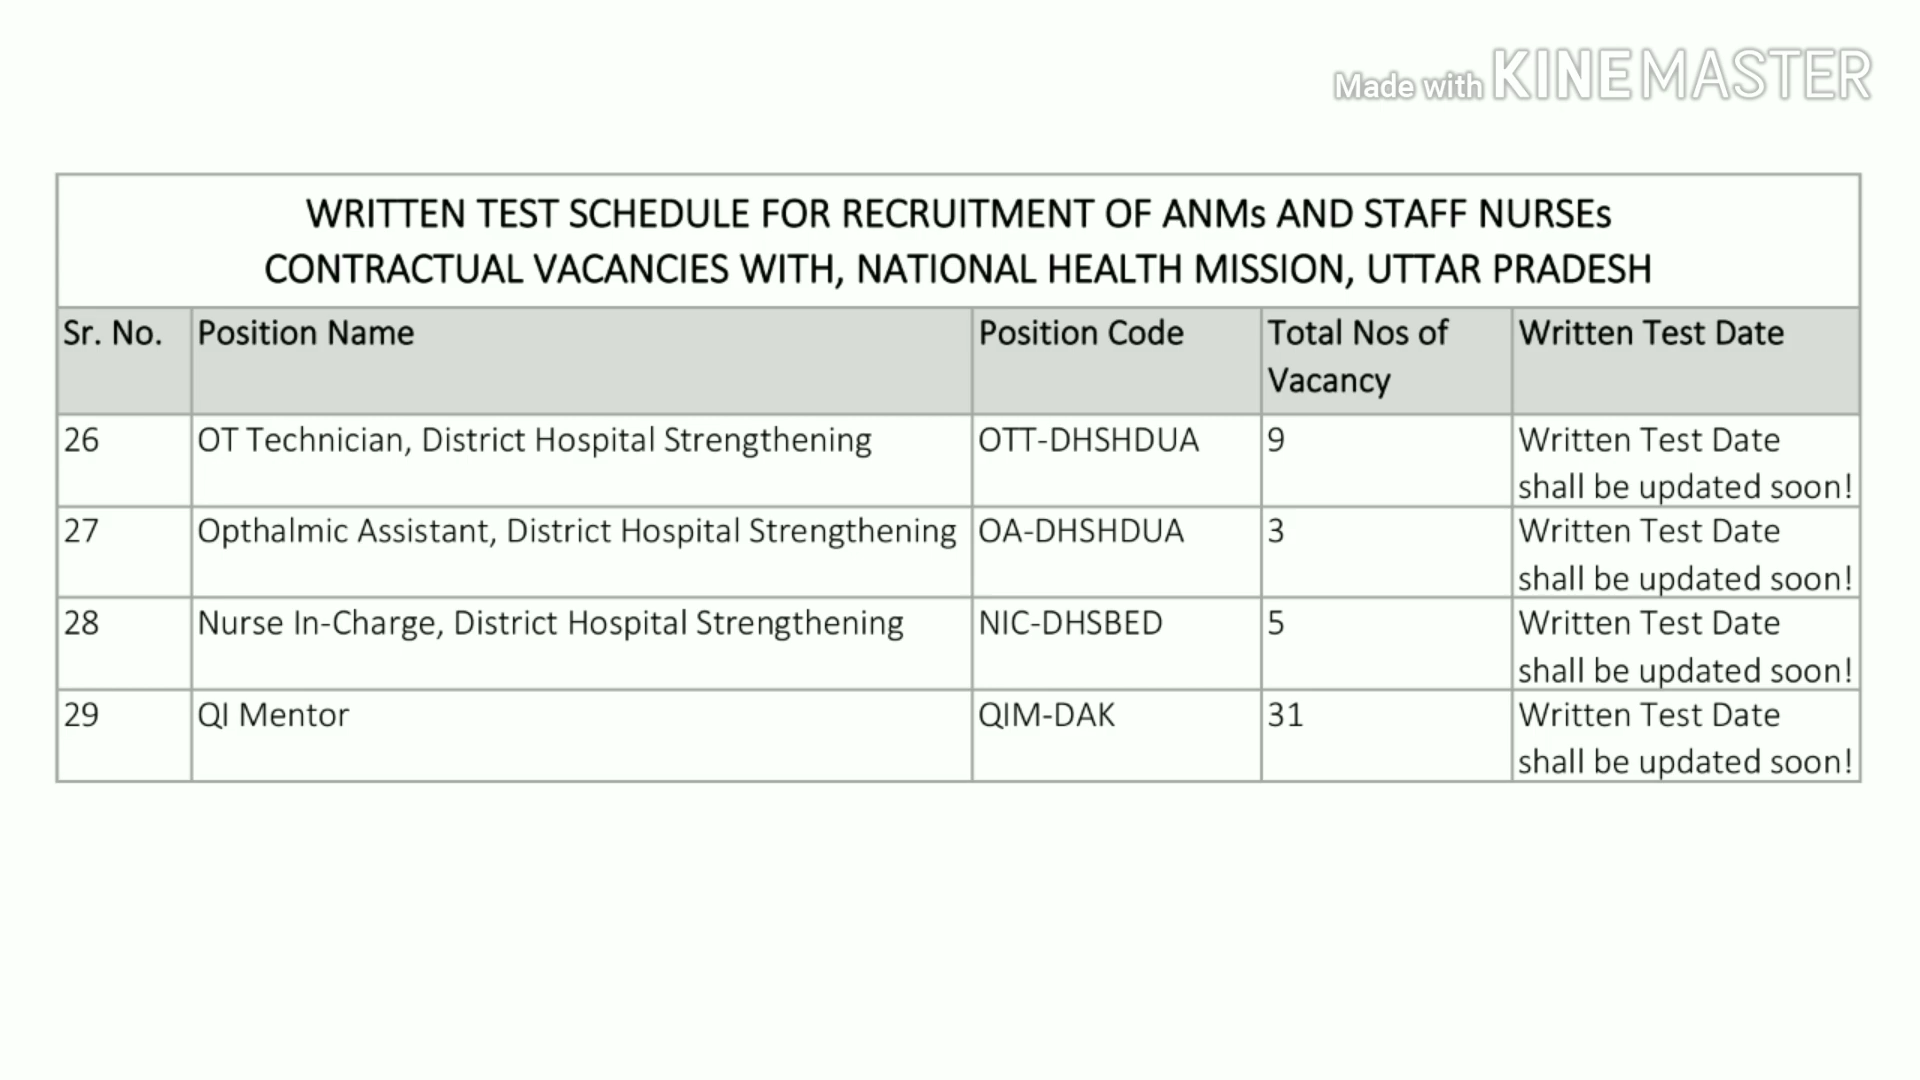 Made with KINEMASTER
WRITTEN TEST SCHEDULE FOR RECRUITMENT OF ANMs AND STAFF NURSEs
CONTRACTUAL VACANCIES WITH, NATIONAL HEALTH MISSION, UTTAR PRADESH
Sr. No. Position Name Position Code Total Nos of Written Test Date
Vacancy
26 OT Technician, District Hospital Strengthening OTT-DHSHDUA 9 Written Test Date
shall be updated soon!
27 Opthalmic Assistant, District Hospital Strengthening OA-DHSHDUA 3 Written Test Date
shall be updated soon!
28 Nurse In-Charge, District Hospital Strengthening NIC-DHSBED 5 Written Test Date
shall be updated soon!
29 QI Mentor QIM-DAK 31 Written Test Date
shall be updated soon!